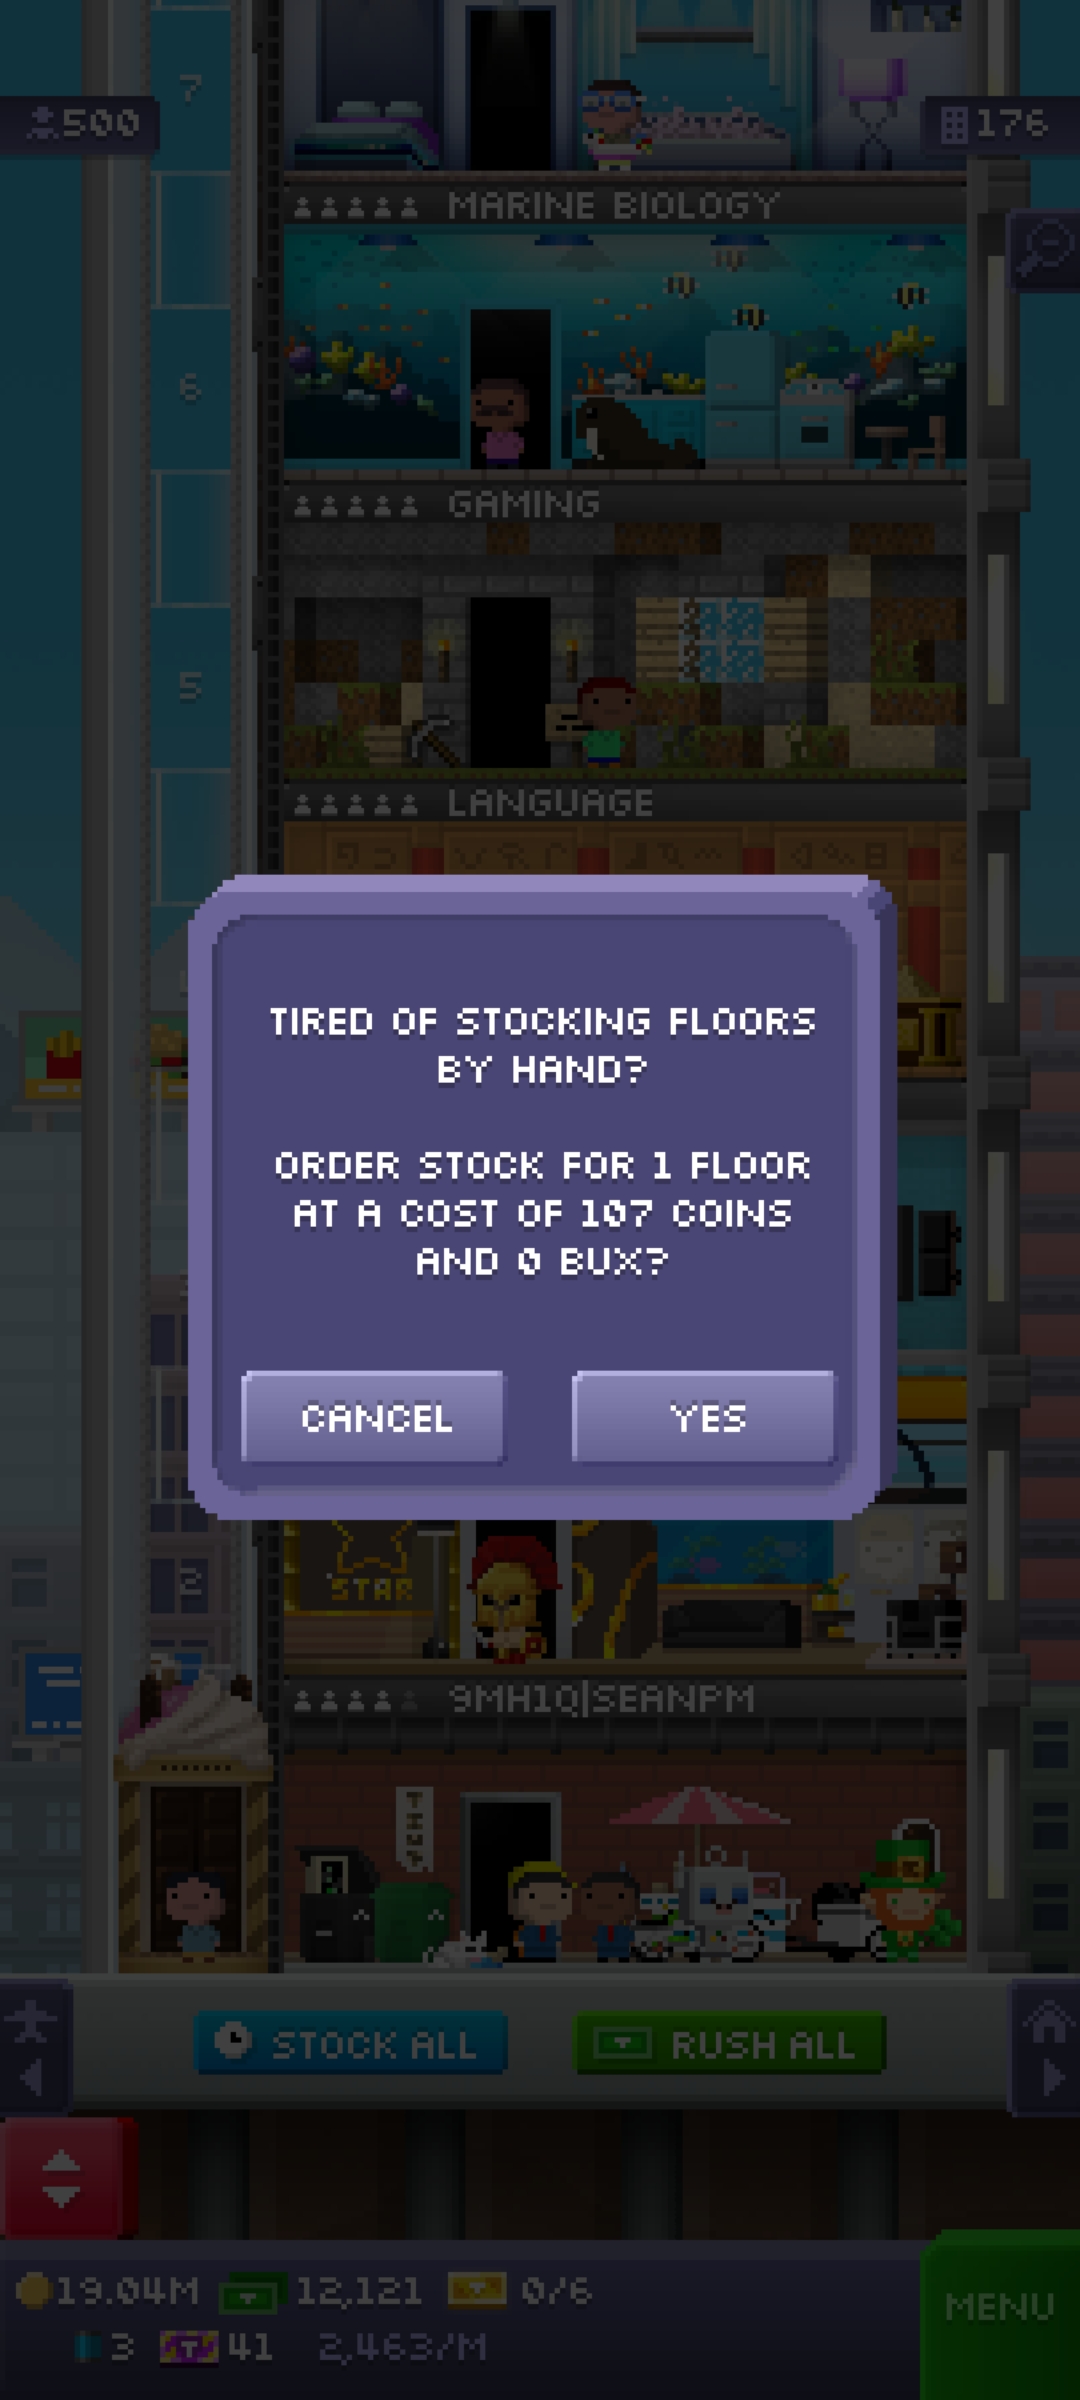 7
500
176
MARINE BIOLOGY
6
GAMING
5
LANGUAGE
TIRED OF STOCKING FLOORS
BY HAND?
ORDER STOCK FOR 1 FLOOR
AT A COST OF 107 COINS
AND 0 BUX?
CANCEL
YES
2
STAR
9MH1Q|SEANPM
STOCK ALL
RUSH ALL
19.04M
12,121
0/6
MENU
3
T
41
2,463/M